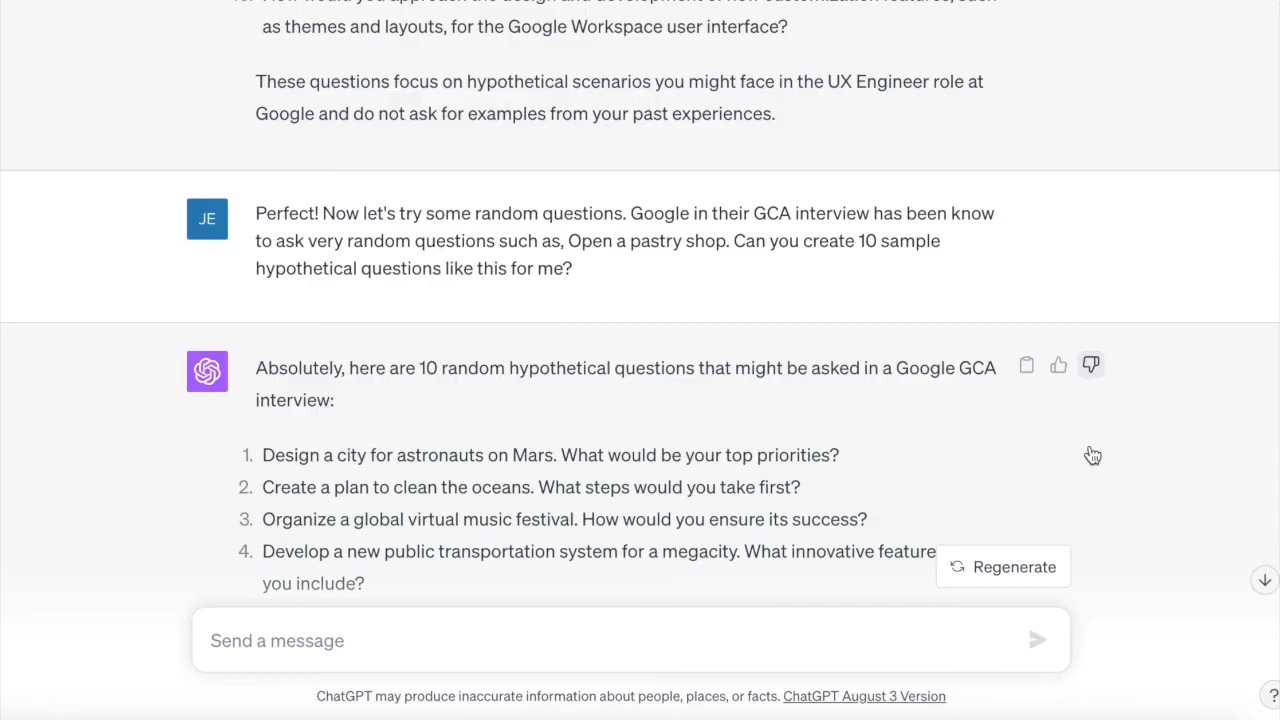 as themes and layouts, for the Google Workspace user interface?
These questions focus on hypothetical scenarios you might face in the UX Engineer role at
Google and do not ask for examples from your past experiences.
JE
Perfect! Now let's try some random questions. Google in their GCA interview has been know
to ask very random questions such as, Open a pastry shop. Can you create 10 sample
hypothetical questions like this for me?
Absolutely, here are 10 random hypothetical questions that might be asked in a Google GCA
interview:
1. Design a city for astronauts on Mars. What would be your top priorities?
2. Create a plan to clean the oceans. What steps would you take first?
3. Organize a global virtual music festival. How would you ensure its success?
4. Develop a new public transportation system for a megacity. What innovative feature
you include?
Regenerate
Send a message
ChatGPT may produce inaccurate information about people, places, or facts. ChatGPT August 3 Version
?